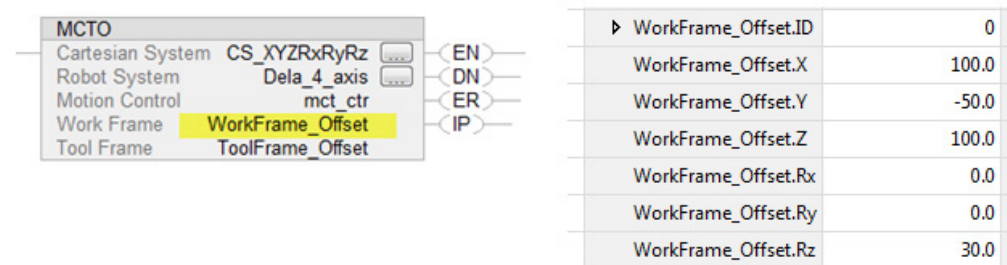 MCTO
Cartesian System CS_XYZRxRyRz ... EN
Robot System Dela_4_axis ... DN
Motion Control mct_ctr ER
Work Frame WorkFrame_Offset IP
Tool Frame ToolFrame_Offset
WorkFrame_Offset.ID 0
WorkFrame_Offset.X 100.0
WorkFrame_Offset.Y -50.0
WorkFrame_Offset.Z 100.0
WorkFrame_Offset.Rx 0.0
WorkFrame_Offset.Ry 0.0
WorkFrame_Offset.Rz 30.0